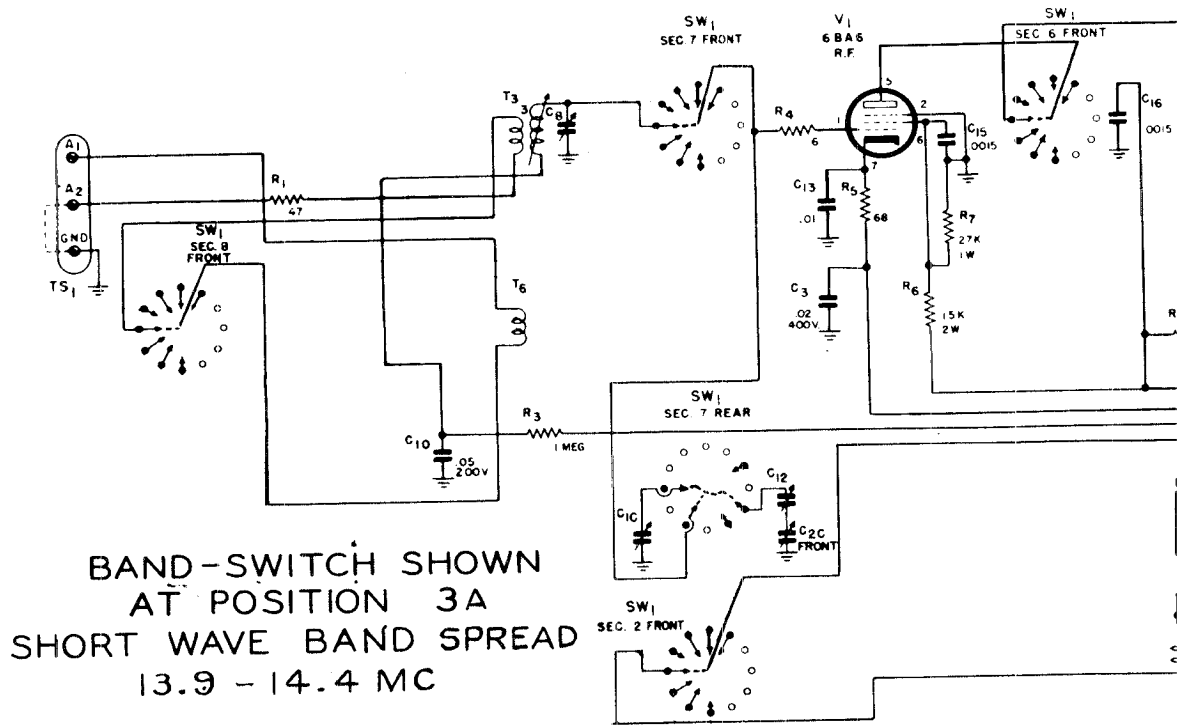 SW1
SEC. 7 FRONT
V1
6BA6
R.F.
SW1
SEC 6 FRONT
T3
3
C8
5
2
1
6
7
R4
6
C15
.0015
C16
.0015
A1
A2
GND
TS1
R1
47
SW1
SEC. 8
FRONT
C13
.01
R5
68
R7
27K
1W
T6
C3
.02
400V
R6
15K
2W
R
SW1
SEC. 7 REAR
R3
1 MEG
C10
.05
200V
C1C
C12
C2C
FRONT
BAND-SWITCH SHOWN
AT POSITION 3A
SHORT WAVE BAND SPREAD
13.9 - 14.4 MC
SW1
SEC. 2 FRONT